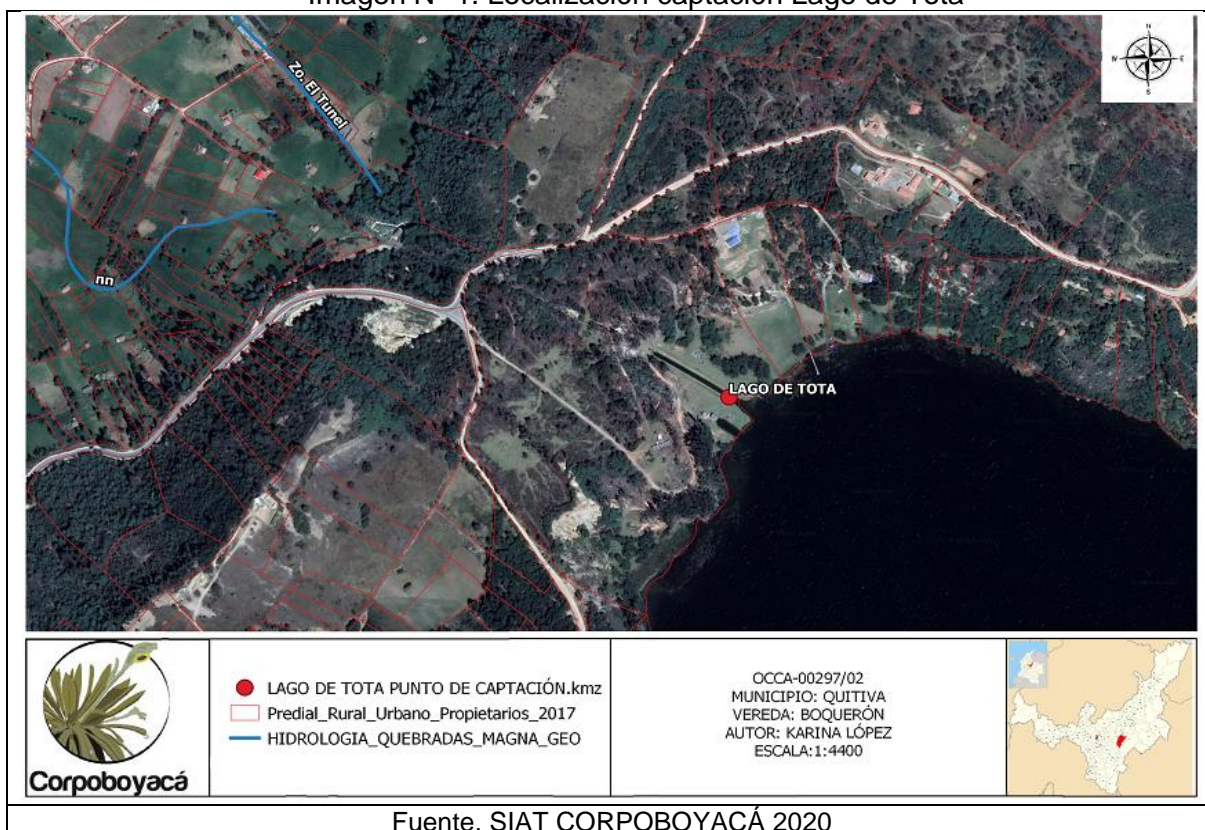 Imagen N° 1. Localización captación Lago de Tota
N
W
E
S
Zo. El Tunel
nn
LAGO DE TOTA
Corpoboyacá
LAGO DE TOTA PUNTO DE CAPTACIÓN.kmz
Predial_Rural_Urbano_Propietarios_2017
HIDROLOGIA_QUEBRADAS_MAGNA_GEO
OCCA-00297/02
MUNICIPIO: QUITIVA
VEREDA: BOQUERÓN
AUTOR: KARINA LÓPEZ
ESCALA:1:4400
Fuente. SIAT CORPOBOYACÁ 2020